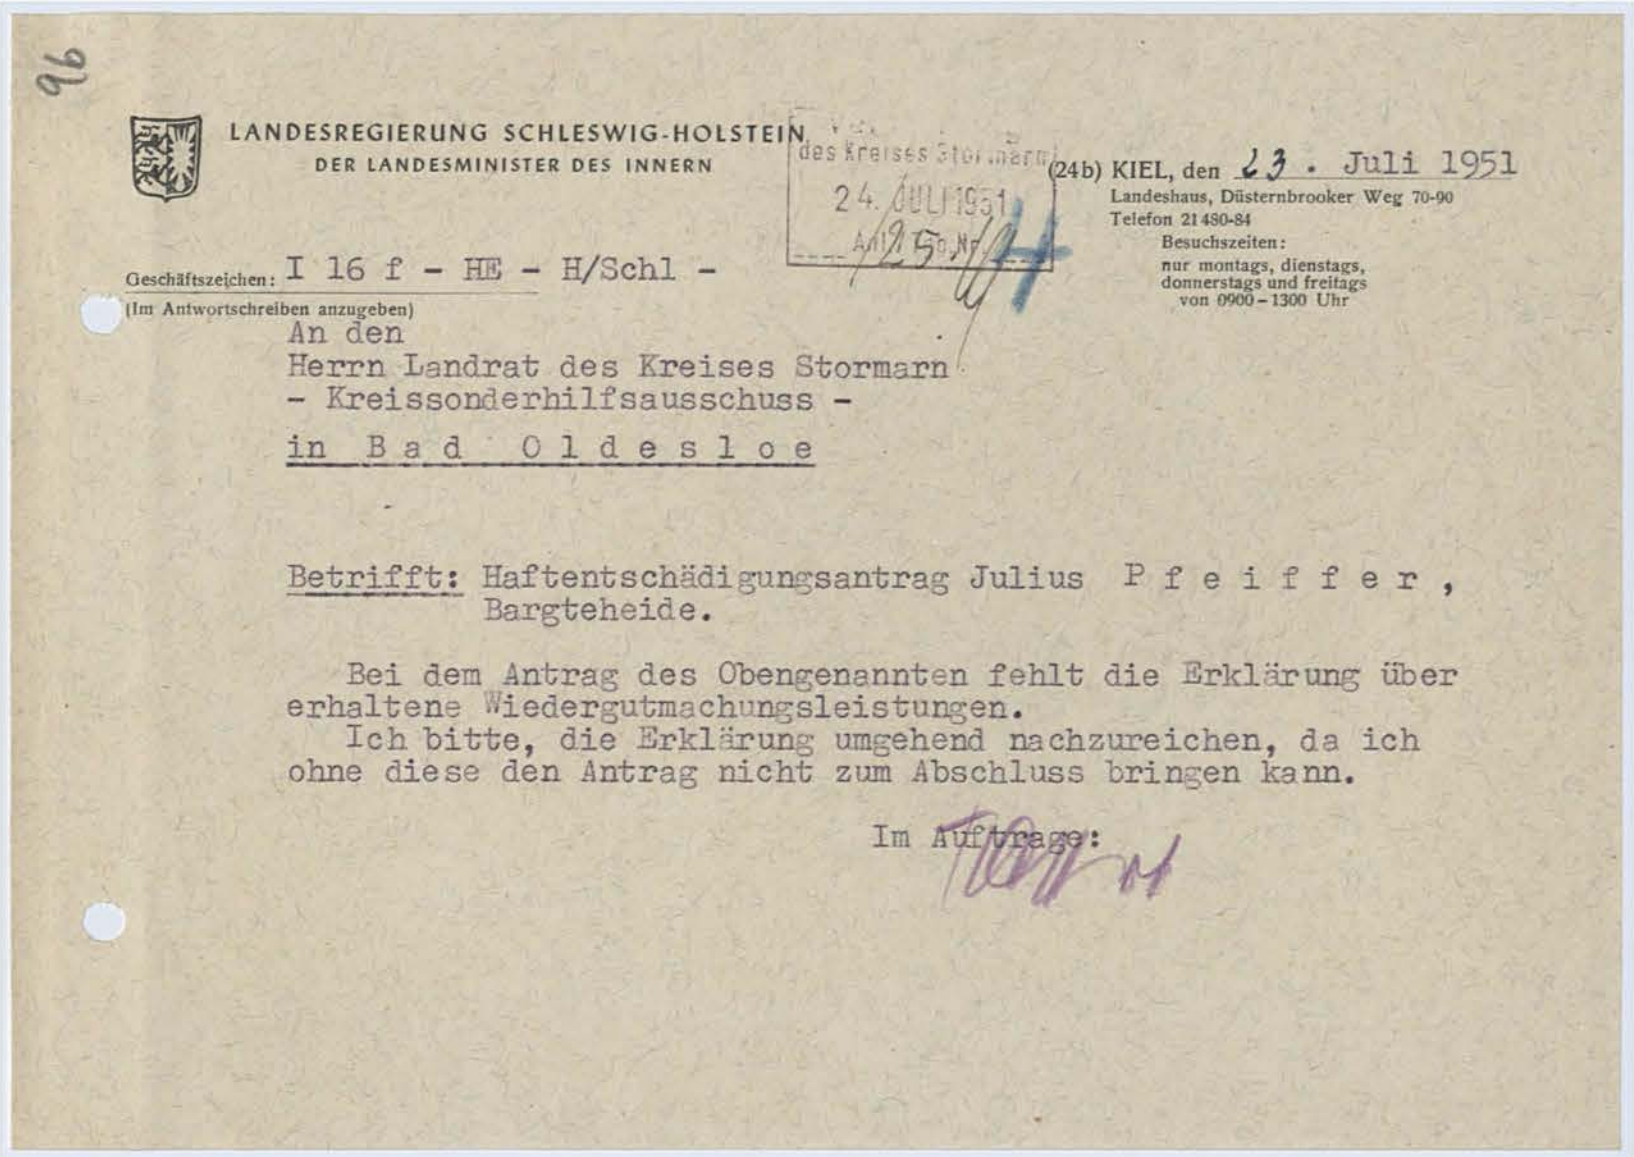 96
LANDESREGIERUNG SCHLESWIG-HOLSTEIN
DER LANDESMINISTER DES INNERN
des Kreises Stormarn
24. JULI 1951
(24b) KIEL, den 23. Juli 1951
Landeshaus, Düsternbrooker Weg 70-90
Telefon 21480-84
Besuchszeiten:
nur montags, dienstags,
donnerstags und freitags
von 0900-1300 Uhr
Geschäftszeichen: I 16 f - HE - H/Schl -
(Im Antwortschreiben anzugeben)
An den
Herrn Landrat des Kreises Stormarn
- Kreissonderhilfsausschuss -
in Bad Oldesloe
Betrifft: Haftentschädigungsantrag Julius Pfeiffer,
Bargteheide.
Bei dem Antrag des Obengenannten fehlt die Erklärung über
erhaltene Wiedergutmachungsleistungen.
Ich bitte, die Erklärung umgehend nachzureichen, da ich
ohne diese den Antrag nicht zum Abschluss bringen kann.
Im Auftrage: